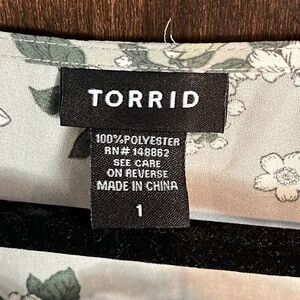 TORRID
100%POLYESTER
RN# 148862
SEE CARE
ON REVERSE
MADE IN CHINA
1